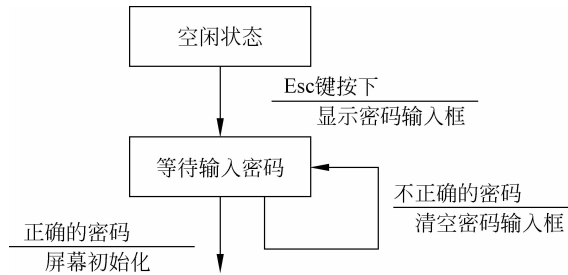 空闲状态
Esc键按下
显示密码输入框
等待输入密码
不正确的密码
清空密码输入框
正确的密码
屏幕初始化